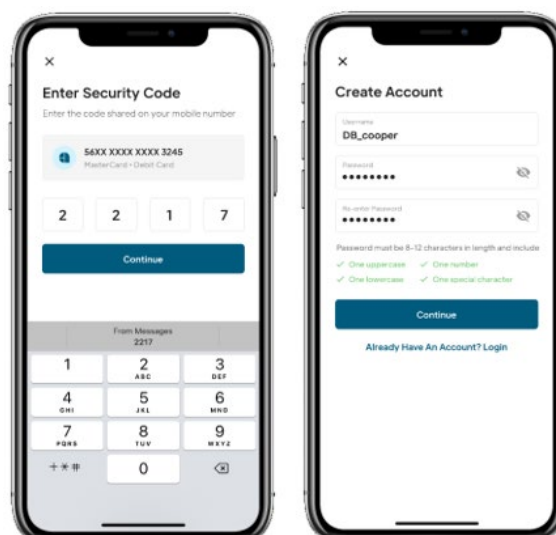 Enter Security Code
Enter the code shared on your mobile number
56XX XXXX XXXX 3245
MasterCard • Debit Card
2 2 1 7
Continue
From Messages
2217
1 2 3
ABC DEF
4 5 6
GHI JKL MNO
7 8 9
PQRS TUV WXYZ
+ * # 0
Create Account
Username
DB_cooper
Password
••••••••
Re-enter Password
••••••••
Password must be 8-12 characters in length and include
One uppercase One number
One lowercase One special character
Continue
Already Have An Account? Login